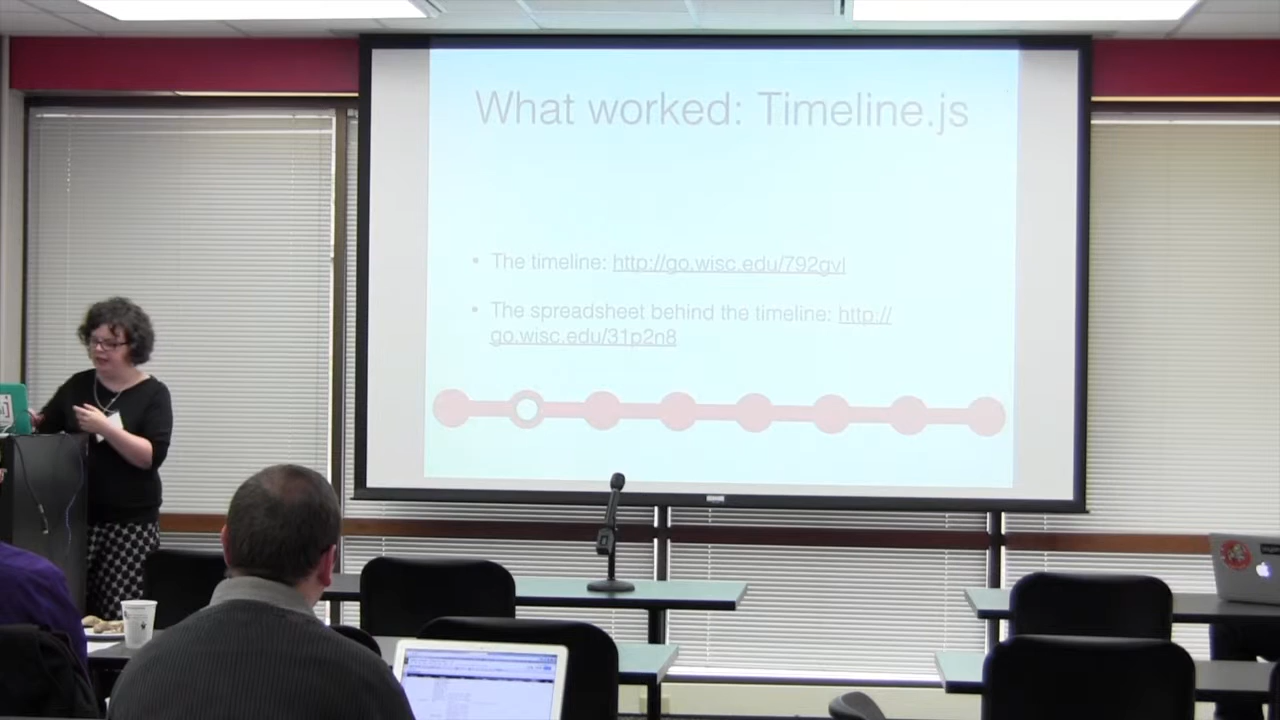 What worked: Timeline.js
• The timeline: http://go.wisc.edu/792gvl
• The spreadsheet behind the timeline: http://
go.wisc.edu/31p2n8